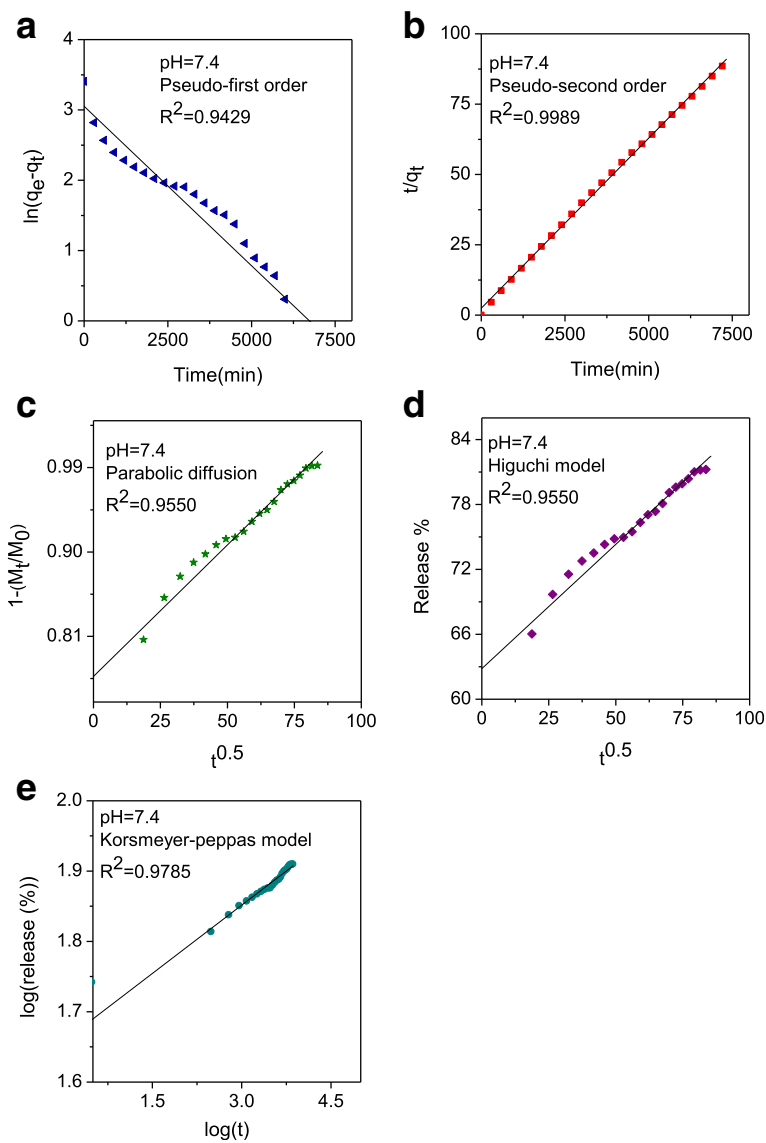 a
pH=7.4
Pseudo-first order
R²=0.9429
ln(qₑ-qₜ)
4
3
2
1
0
0 2500 5000 7500
Time(min)
b
pH=7.4
Pseudo-second order
R²=0.9989
t/qₜ
100
75
50
25
0
0 2500 5000 7500
Time(min)
c
pH=7.4
Parabolic diffusion
R²=0.9550
1-(Mₜ/M₀)
0.99
0.90
0.81
0 25 50 75 100
t^0.5
d
pH=7.4
Higuchi model
R²=0.9550
Release %
84
78
72
66
60
0 25 50 75 100
t^0.5
e
pH=7.4
Korsmeyer-peppas model
R²=0.9785
log(release (%))
2.0
1.9
1.8
1.7
1.6
1.5 3.0 4.5
log(t)